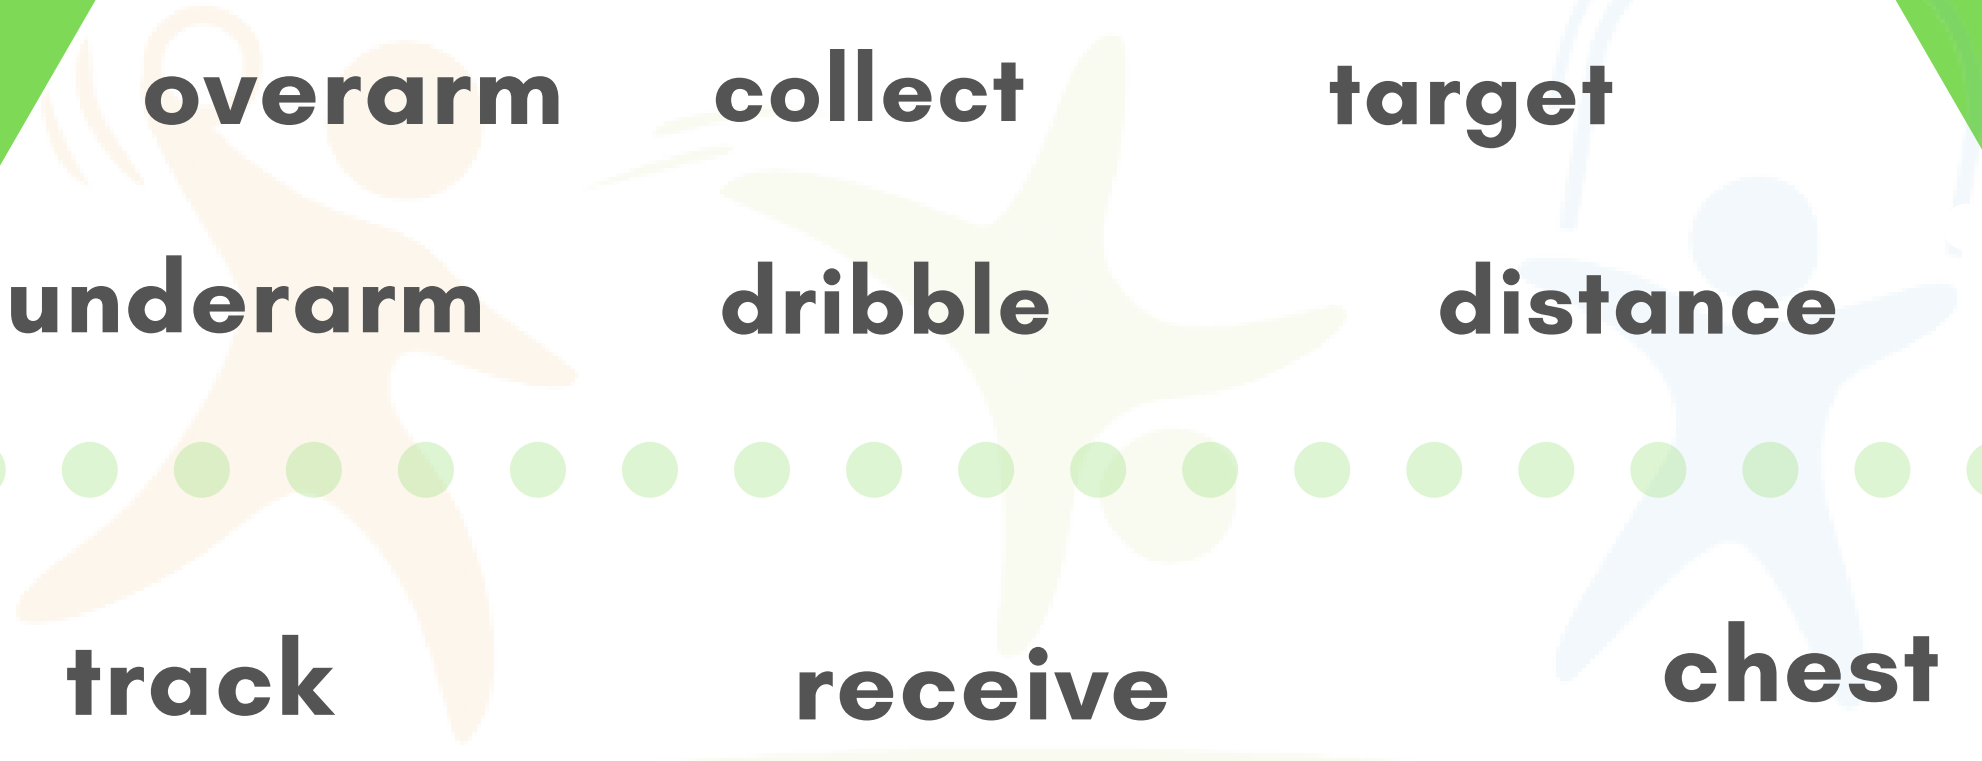 overarm collect target
underarm dribble distance
track receive chest